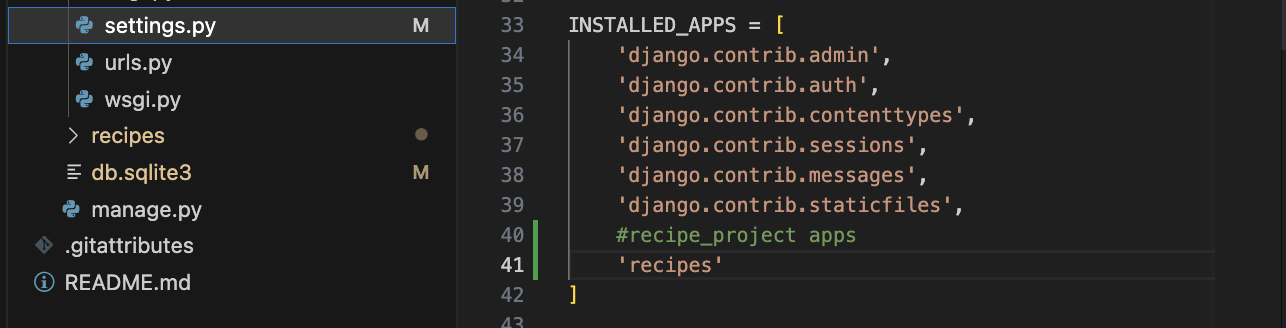 settings.py M
urls.py
wsgi.py
recipes
db.sqlite3 M
manage.py
.gitattributes
README.md
33 INSTALLED_APPS = [
34 'django.contrib.admin',
35 'django.contrib.auth',
36 'django.contrib.contenttypes',
37 'django.contrib.sessions',
38 'django.contrib.messages',
39 'django.contrib.staticfiles',
40 #recipe_project apps
41 'recipes'
42 ]
43